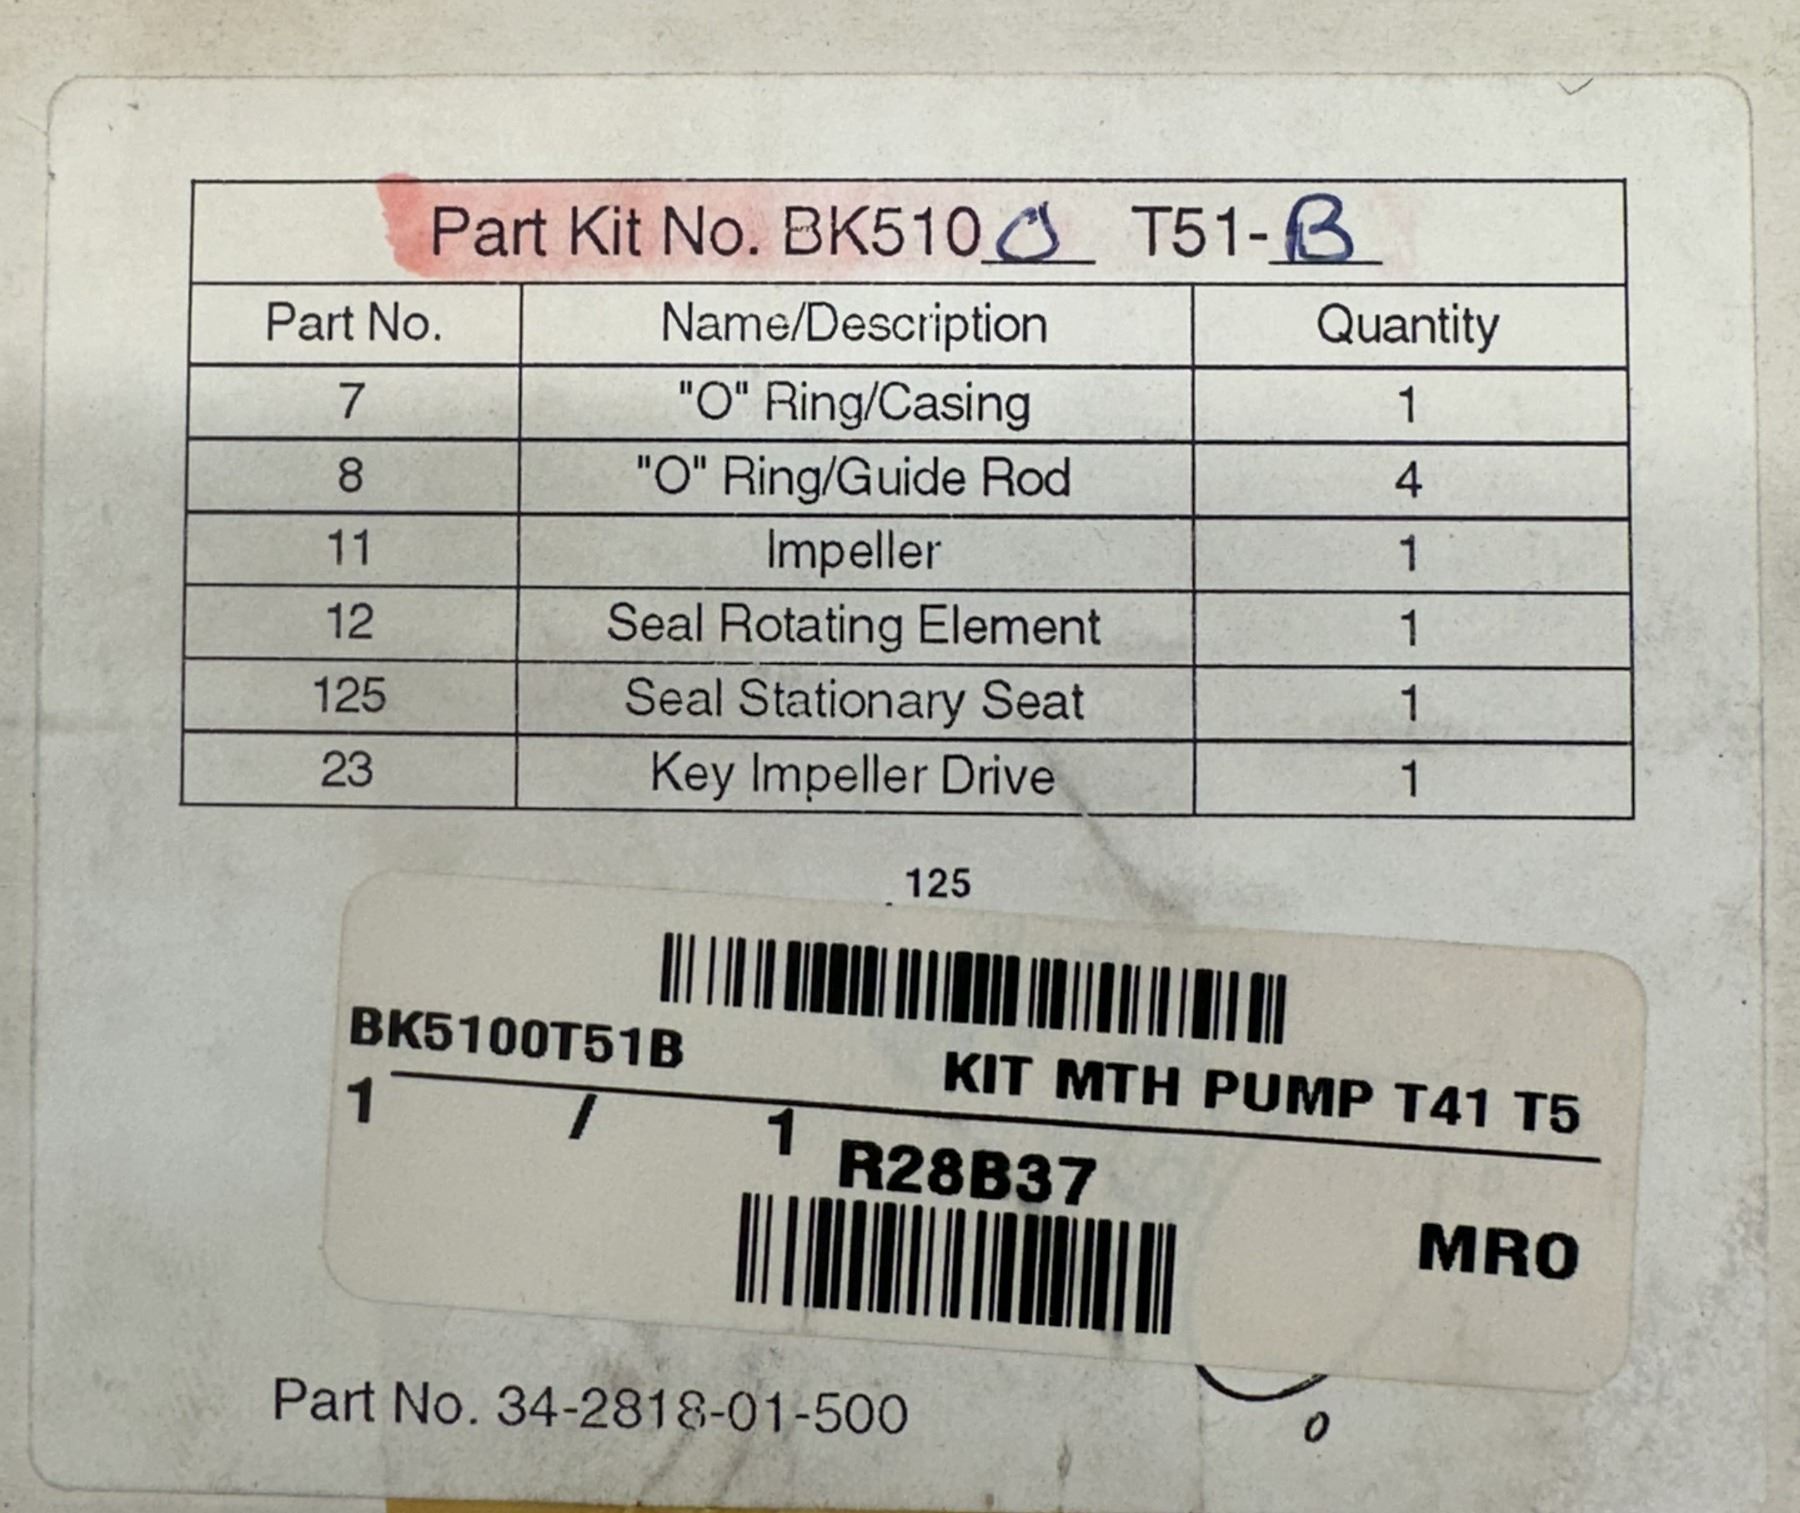 Part Kit No. BK510 0 T51-B
Part No. Name/Description Quantity
7 "O" Ring/Casing 1
8 "O" Ring/Guide Rod 4
11 Impeller 1
12 Seal Rotating Element 1
125 Seal Stationary Seat 1
23 Key Impeller Drive 1
125
BK5100T51B KIT MTH PUMP T41 T5
1 / 1
R28B37
MRO
Part No. 34-2818-01-500
0